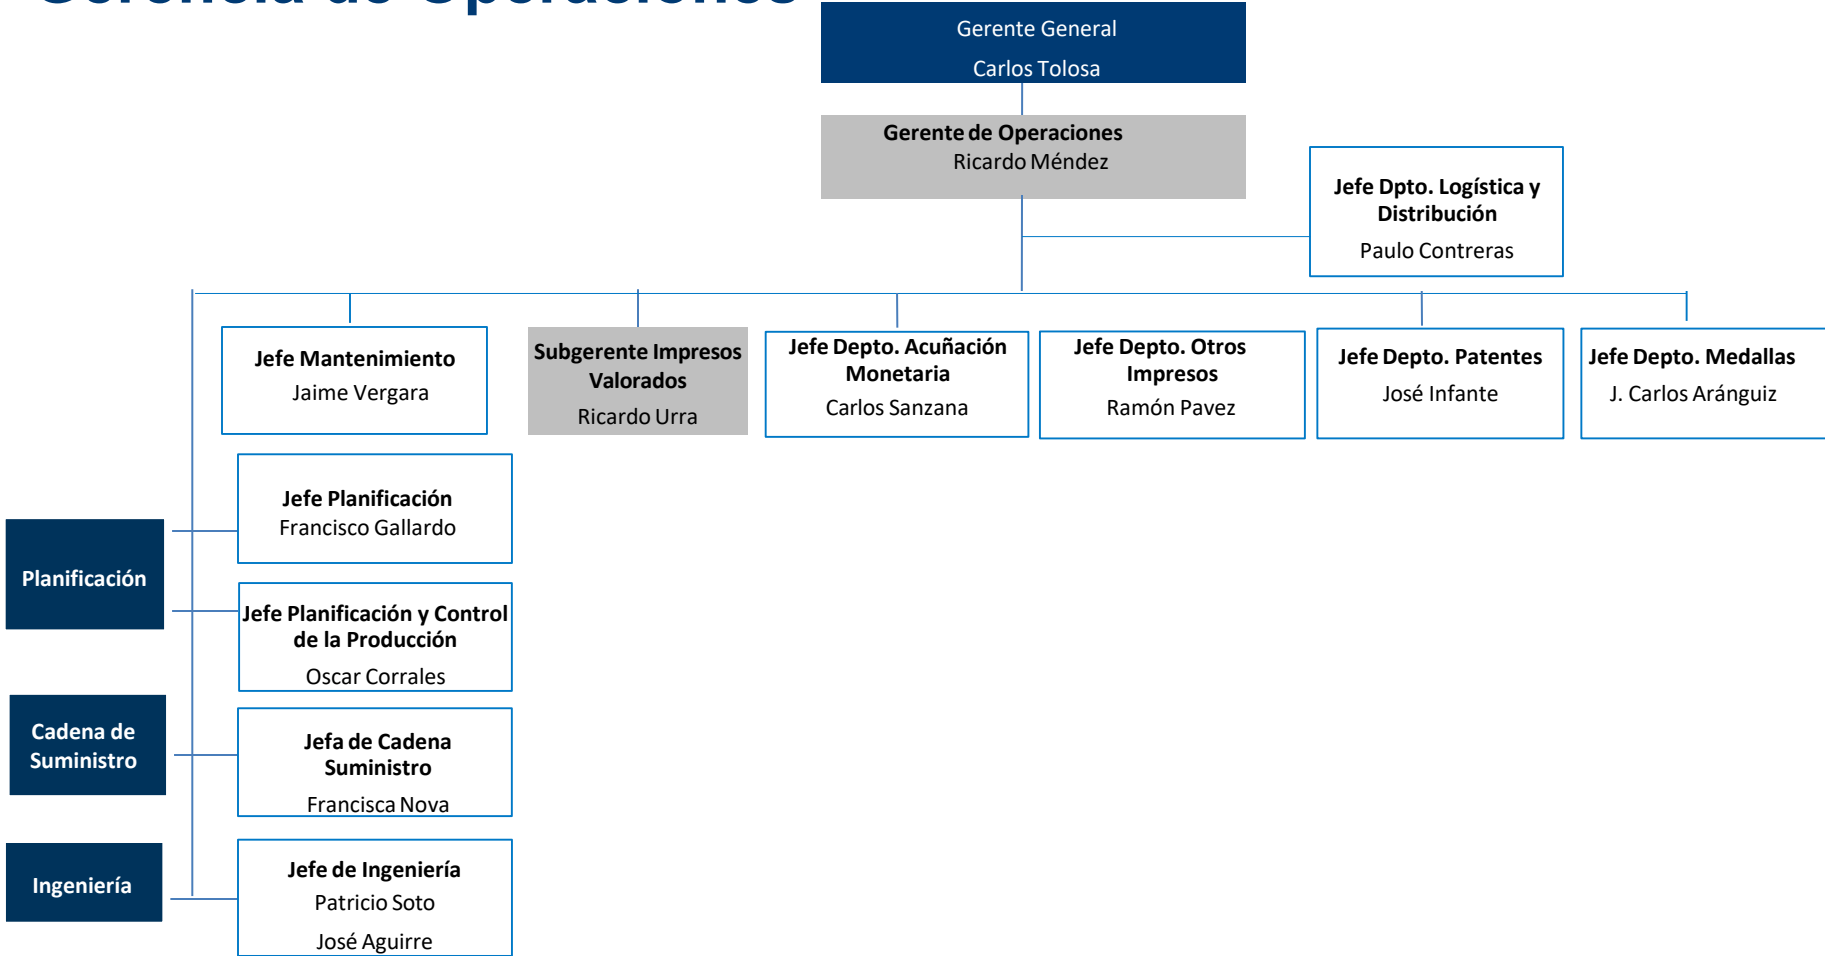 Gerencia de Operaciones
Gerente General
Carlos Tolosa
Gerente de Operaciones
Ricardo Méndez
Jefe Dpto. Logística y
Distribución
Paulo Contreras
Jefe Mantenimiento
Jaime Vergara
Subgerente Impresos
Valorados
Ricardo Urra
Jefe Depto. Acuñación
Monetaria
Carlos Sanzana
Jefe Depto. Otros
Impresos
Ramón Pavez
Jefe Depto. Patentes
José Infante
Jefe Depto. Medallas
J. Carlos Aránguiz
Planificación
Jefe Planificación
Francisco Gallardo
Jefe Planificación y Control
de la Producción
Oscar Corrales
Cadena de
Suministro
Jefa de Cadena
Suministro
Francisca Nova
Ingeniería
Jefe de Ingeniería
Patricio Soto
José Aguirre